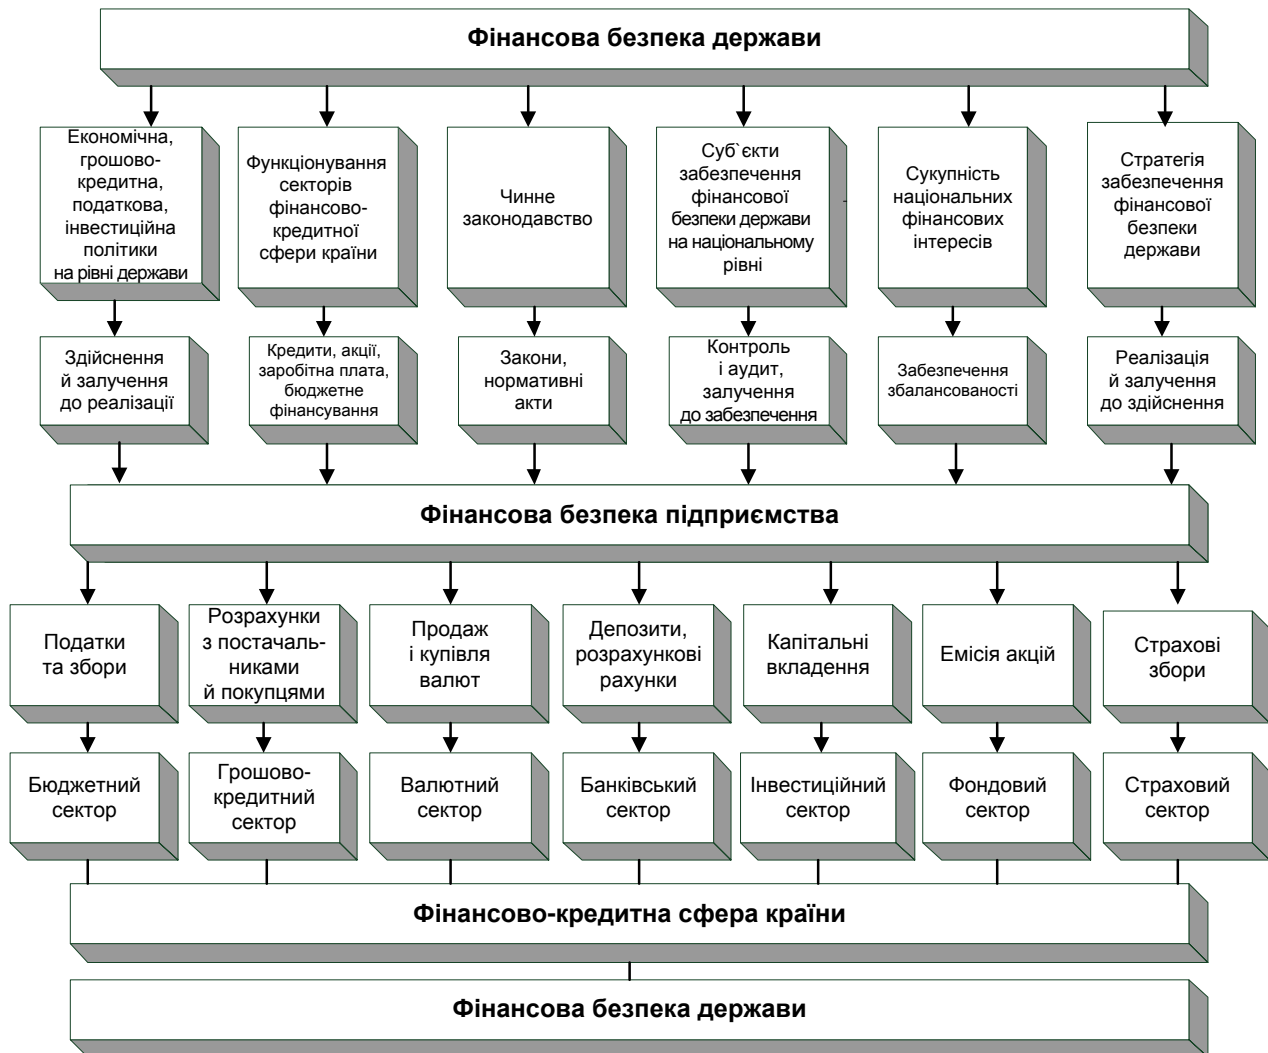 Фінансова безпека держави
Економічна,
грошово-
кредитна,
податкова,
інвестиційна
політики
на рівні держави
Функціонування
секторів
фінансово-
кредитної
сфери країни
Чинне
законодавство
Суб`єкти
забезпечення
фінансової
безпеки держави
на національному
рівні
Сукупність
національних
фінансових
інтересів
Стратегія
забезпечення
фінансової
безпеки
держави
Здійснення
й залучення
до реалізації
Кредити, акції,
заробітна плата,
бюджетне
фінансування
Закони,
нормативні
акти
Контроль
і аудит,
залучення
до забезпечення
Забезпечення
збалансованості
Реалізація
й залучення
до здійснення
Фінансова безпека підприємства
Податки
та збори
Розрахунки
з постачаль-
никами
й покупцями
Продаж
і купівля
валют
Депозити,
розрахункові
рахунки
Капітальні
вкладення
Емісія акцій
Страхові
збори
Бюджетний
сектор
Грошово-
кредитний
сектор
Валютний
сектор
Банківський
сектор
Інвестиційний
сектор
Фондовий
сектор
Страховий
сектор
Фінансово-кредитна сфера країни
Фінансова безпека держави